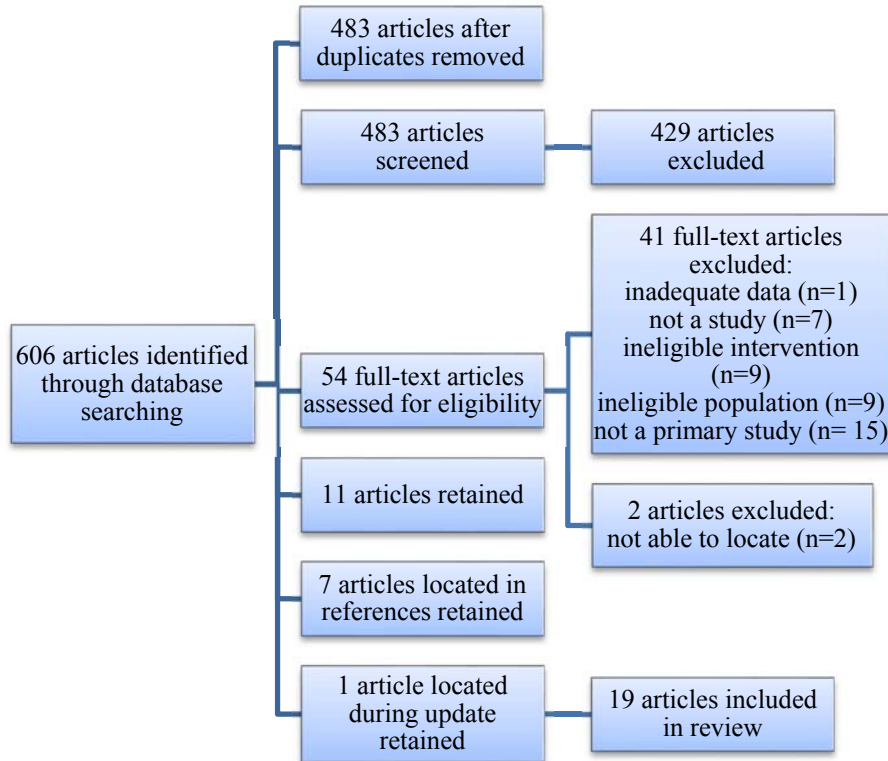 483 articles after
duplicates removed
483 articles
screened
429 articles
excluded
606 articles identified
through database
searching
54 full-text articles
assessed for eligibility
41 full-text articles
excluded:
inadequate data (n=1)
not a study (n=7)
ineligible intervention
(n=9)
ineligible population (n=9)
not a primary study (n= 15)
2 articles excluded:
not able to locate (n=2)
11 articles retained
7 articles located in
references retained
1 article located
during update
retained
19 articles included
in review